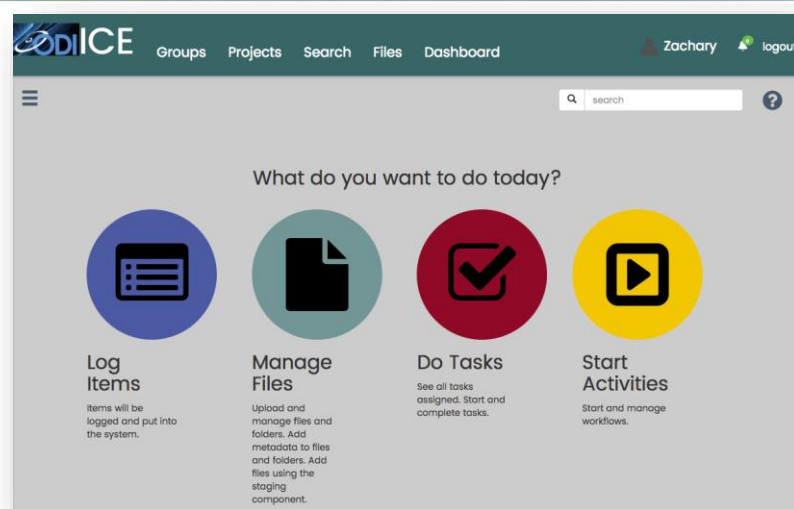 CODI ICE Groups Projects Search Files Dashboard Zachary 0 logout
search ?
What do you want to do today?
Log
Items
Items will be
logged and put into
the system.
Manage
Files
Upload and
manage files and
folders. Add
metadata to files
and folders. Add
files using the
staging
component.
Do Tasks
See all tasks
assigned. Start and
complete tasks.
Start
Activities
Start and manage
workflows.